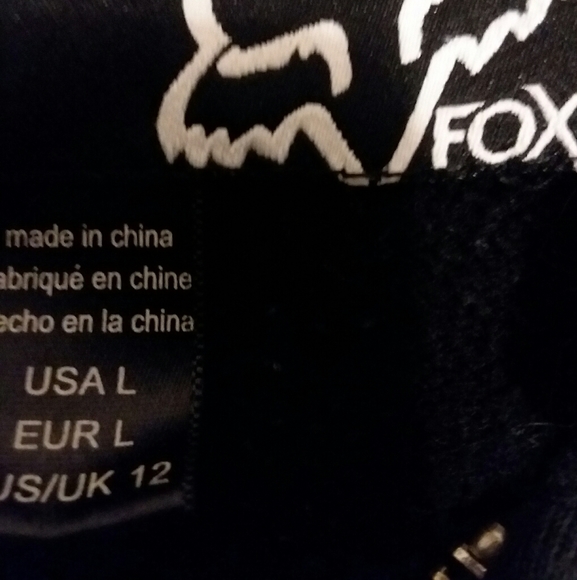 FOX
made in china
abriqué en chine
echo en la china
USA L
EUR L
US/UK 12